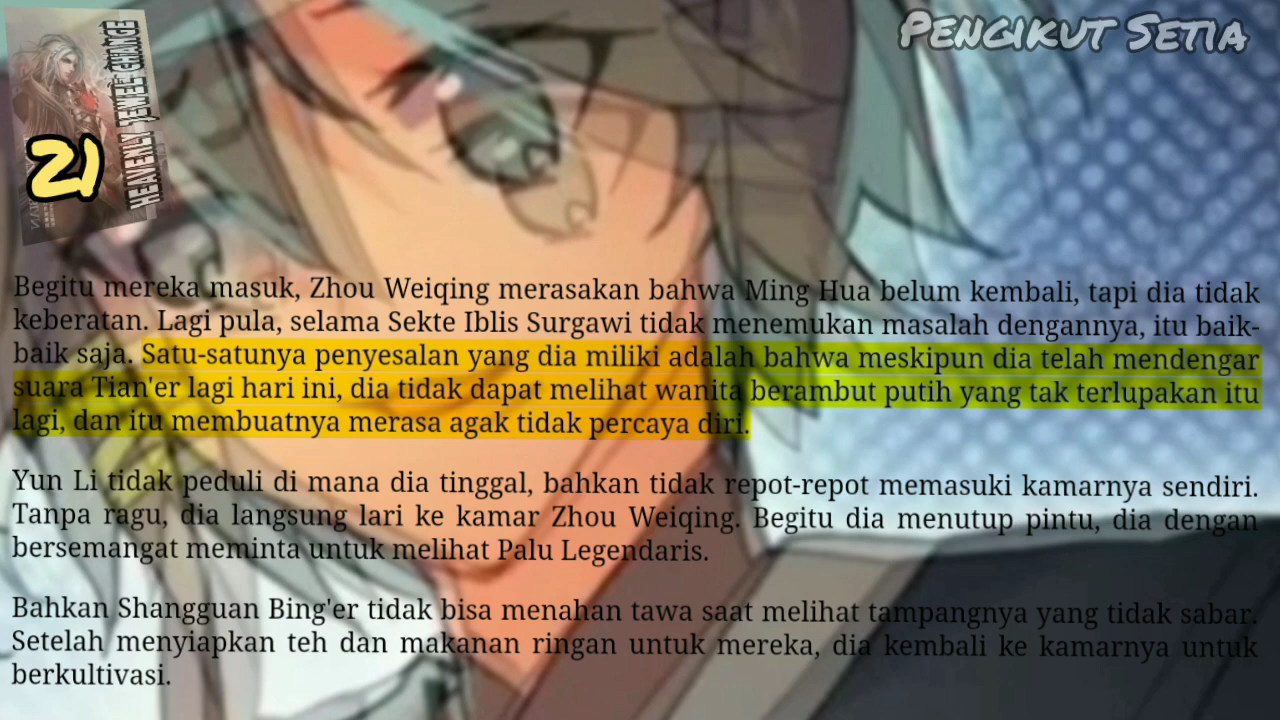 Pengikut Setia
HEAVENLY JEWEL CHANGE
21
Begitu mereka masuk, Zhou Weiqing merasakan bahwa Ming Hua belum kembali, tapi dia tidak
keberatan. Lagi pula, selama Sekte Iblis Surgawi tidak menemukan masalah dengannya, itu baik-
baik saja. Satu-satunya penyesalan yang dia miliki adalah bahwa meskipun dia telah mendengar
suara Tian'er lagi hari ini, dia tidak dapat melihat wanita berambut putih yang tak terlupakan itu
lagi, dan itu membuatnya merasa agak tidak percaya diri.
Yun Li tidak peduli di mana dia tinggal, bahkan tidak repot-repot memasuki kamarnya sendiri.
Tanpa ragu, dia langsung lari ke kamar Zhou Weiqing. Begitu dia menutup pintu, dia dengan
bersemangat meminta untuk melihat Palu Legendaris.
Bahkan Shangguan Bing'er tidak bisa menahan tawa saat melihat tampangnya yang tidak sabar.
Setelah menyiapkan teh dan makanan ringan untuk mereka, dia kembali ke kamarnya untuk
berkultivasi.